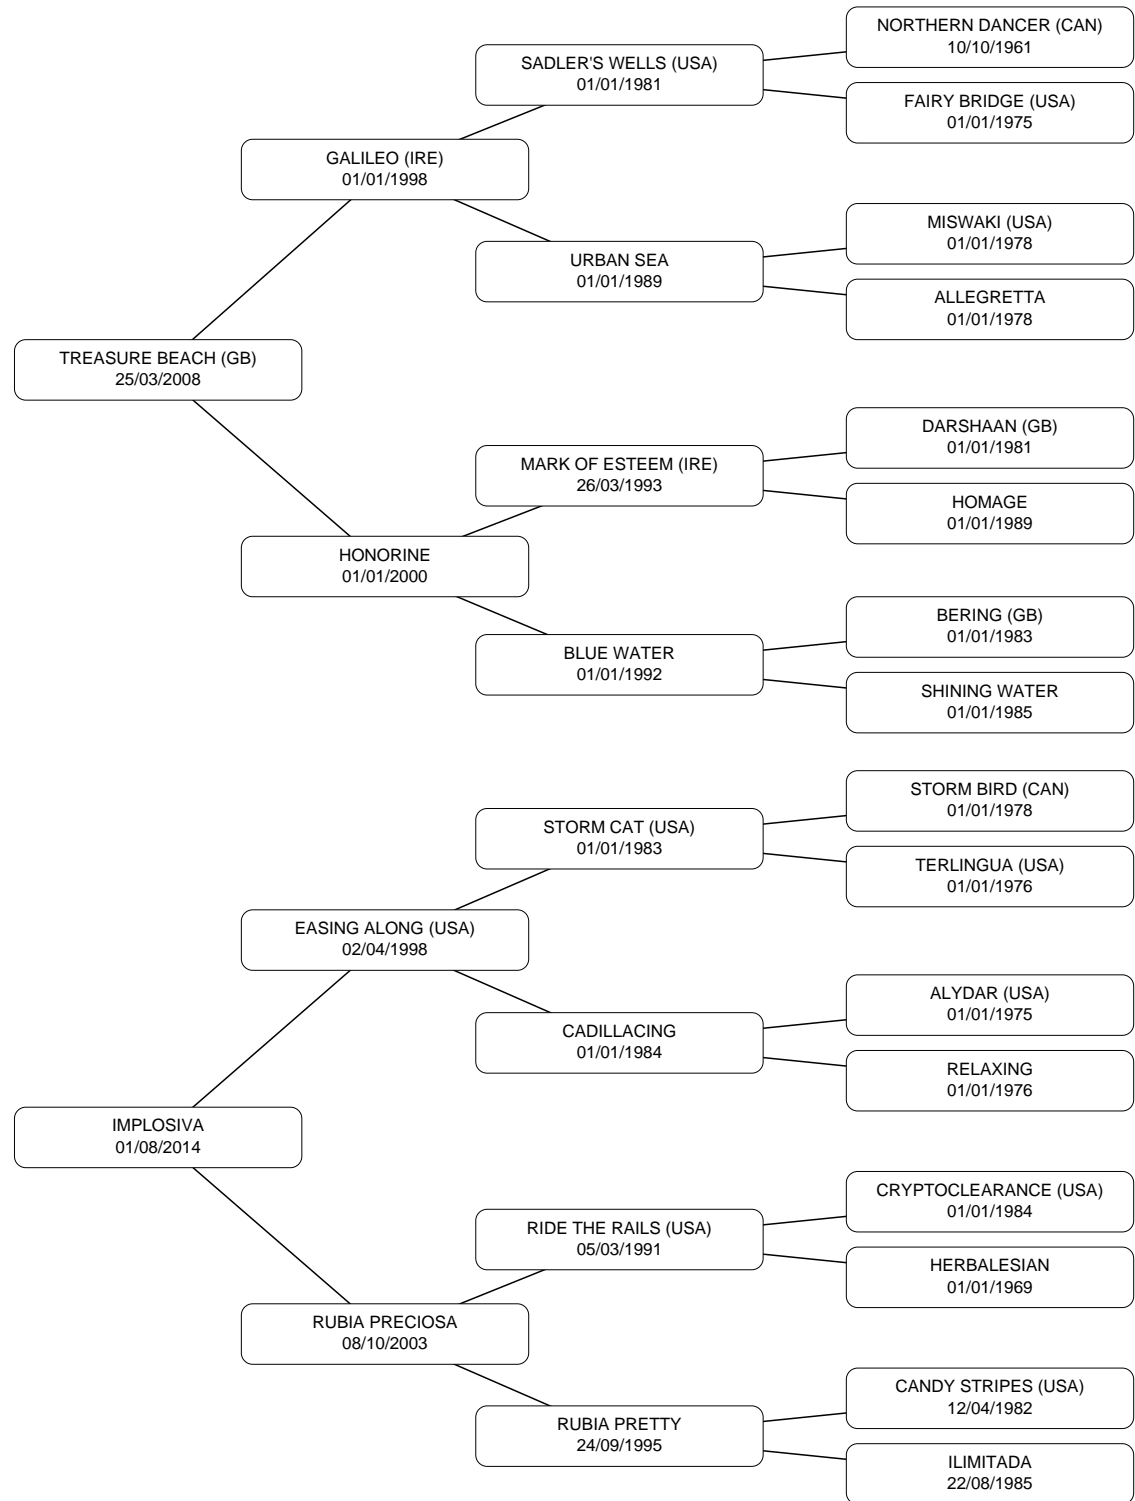 NORTHERN DANCER (CAN)
10/10/1961
SADLER'S WELLS (USA)
01/01/1981
FAIRY BRIDGE (USA)
01/01/1975
GALILEO (IRE)
01/01/1998
MISWAKI (USA)
01/01/1978
URBAN SEA
01/01/1989
ALLEGRETTA
01/01/1978
TREASURE BEACH (GB)
25/03/2008
DARSHAAN (GB)
01/01/1981
MARK OF ESTEEM (IRE)
26/03/1993
HOMAGE
01/01/1989
HONORINE
01/01/2000
BERING (GB)
01/01/1983
BLUE WATER
01/01/1992
SHINING WATER
01/01/1985
STORM BIRD (CAN)
01/01/1978
STORM CAT (USA)
01/01/1983
TERLINGUA (USA)
01/01/1976
EASING ALONG (USA)
02/04/1998
ALYDAR (USA)
01/01/1975
CADILLACING
01/01/1984
RELAXING
01/01/1976
IMPLOSIVA
01/08/2014
CRYPTOCLEARANCE (USA)
01/01/1984
RIDE THE RAILS (USA)
05/03/1991
HERBALESIAN
01/01/1969
RUBIA PRECIOSA
08/10/2003
CANDY STRIPES (USA)
12/04/1982
RUBIA PRETTY
24/09/1995
ILIMITADA
22/08/1985